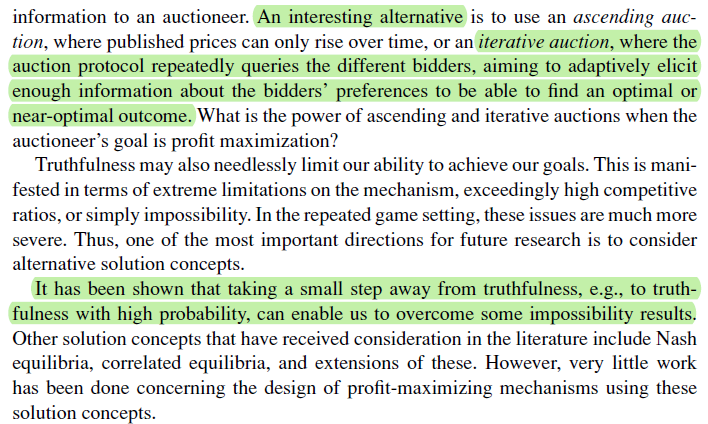 information to an auctioneer. An interesting alternative is to use an ascending auc-
tion, where published prices can only rise over time, or an iterative auction, where the
auction protocol repeatedly queries the different bidders, aiming to adaptively elicit
enough information about the bidders' preferences to be able to find an optimal or
near-optimal outcome. What is the power of ascending and iterative auctions when the
auctioneer's goal is profit maximization?
Truthfulness may also needlessly limit our ability to achieve our goals. This is mani-
fested in terms of extreme limitations on the mechanism, exceedingly high competitive
ratios, or simply impossibility. In the repeated game setting, these issues are much more
severe. Thus, one of the most important directions for future research is to consider
alternative solution concepts.
It has been shown that taking a small step away from truthfulness, e.g., to truth-
fulness with high probability, can enable us to overcome some impossibility results.
Other solution concepts that have received consideration in the literature include Nash
equilibria, correlated equilibria, and extensions of these. However, very little work
has been done concerning the design of profit-maximizing mechanisms using these
solution concepts.